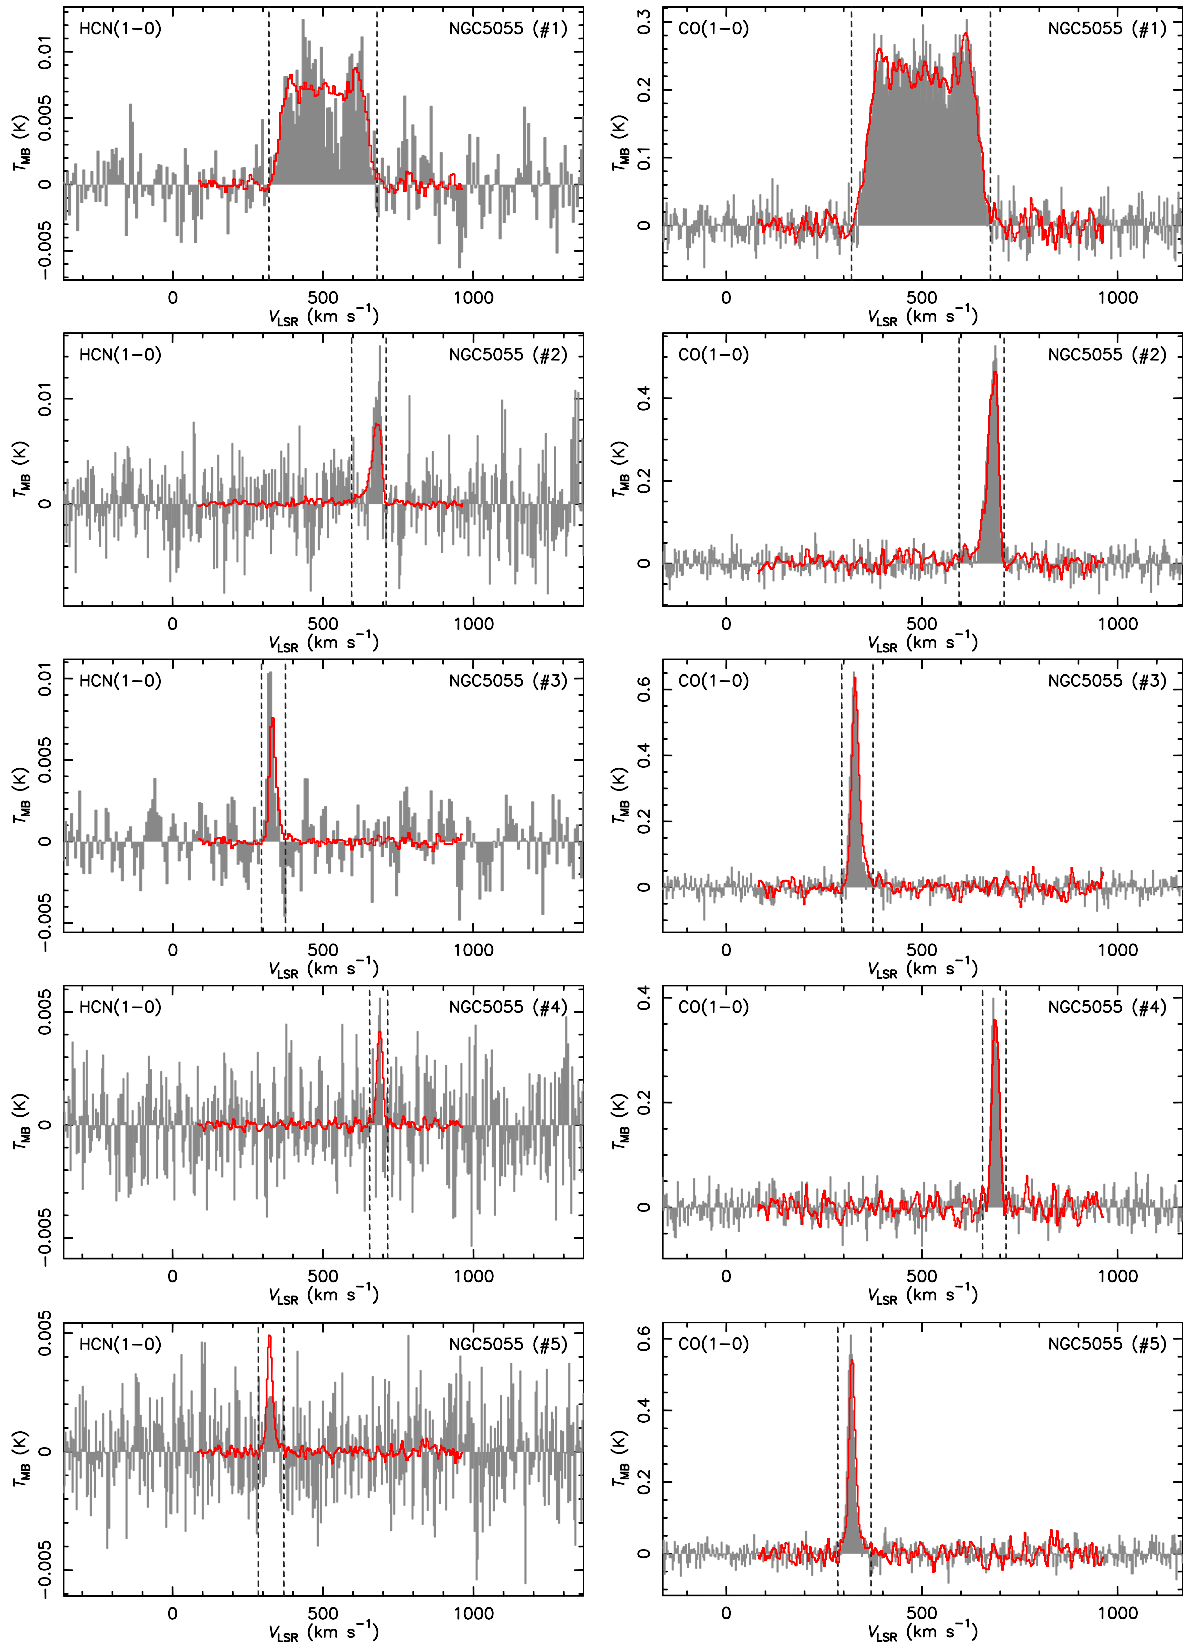 HCN(1−0) NGC5055 (#1)
T_MB (K)
−0.005 0 0.005 0.01
0 500 1000
V_LSR (km s⁻¹)
CO(1−0) NGC5055 (#1)
T_MB (K)
0 0.1 0.2 0.3
0 500 1000
V_LSR (km s⁻¹)
HCN(1−0) NGC5055 (#2)
T_MB (K)
0 0.01
0 500 1000
V_LSR (km s⁻¹)
CO(1−0) NGC5055 (#2)
T_MB (K)
0 0.2 0.4
0 500 1000
V_LSR (km s⁻¹)
HCN(1−0) NGC5055 (#3)
T_MB (K)
−0.005 0 0.005 0.01
0 500 1000
V_LSR (km s⁻¹)
CO(1−0) NGC5055 (#3)
T_MB (K)
0 0.2 0.4 0.6
0 500 1000
V_LSR (km s⁻¹)
HCN(1−0) NGC5055 (#4)
T_MB (K)
−0.005 0 0.005
0 500 1000
V_LSR (km s⁻¹)
CO(1−0) NGC5055 (#4)
T_MB (K)
0 0.2 0.4
0 500 1000
V_LSR (km s⁻¹)
HCN(1−0) NGC5055 (#5)
T_MB (K)
−0.005 0 0.005
0 500 1000
V_LSR (km s⁻¹)
CO(1−0) NGC5055 (#5)
T_MB (K)
0 0.2 0.4 0.6
0 500 1000
V_LSR (km s⁻¹)